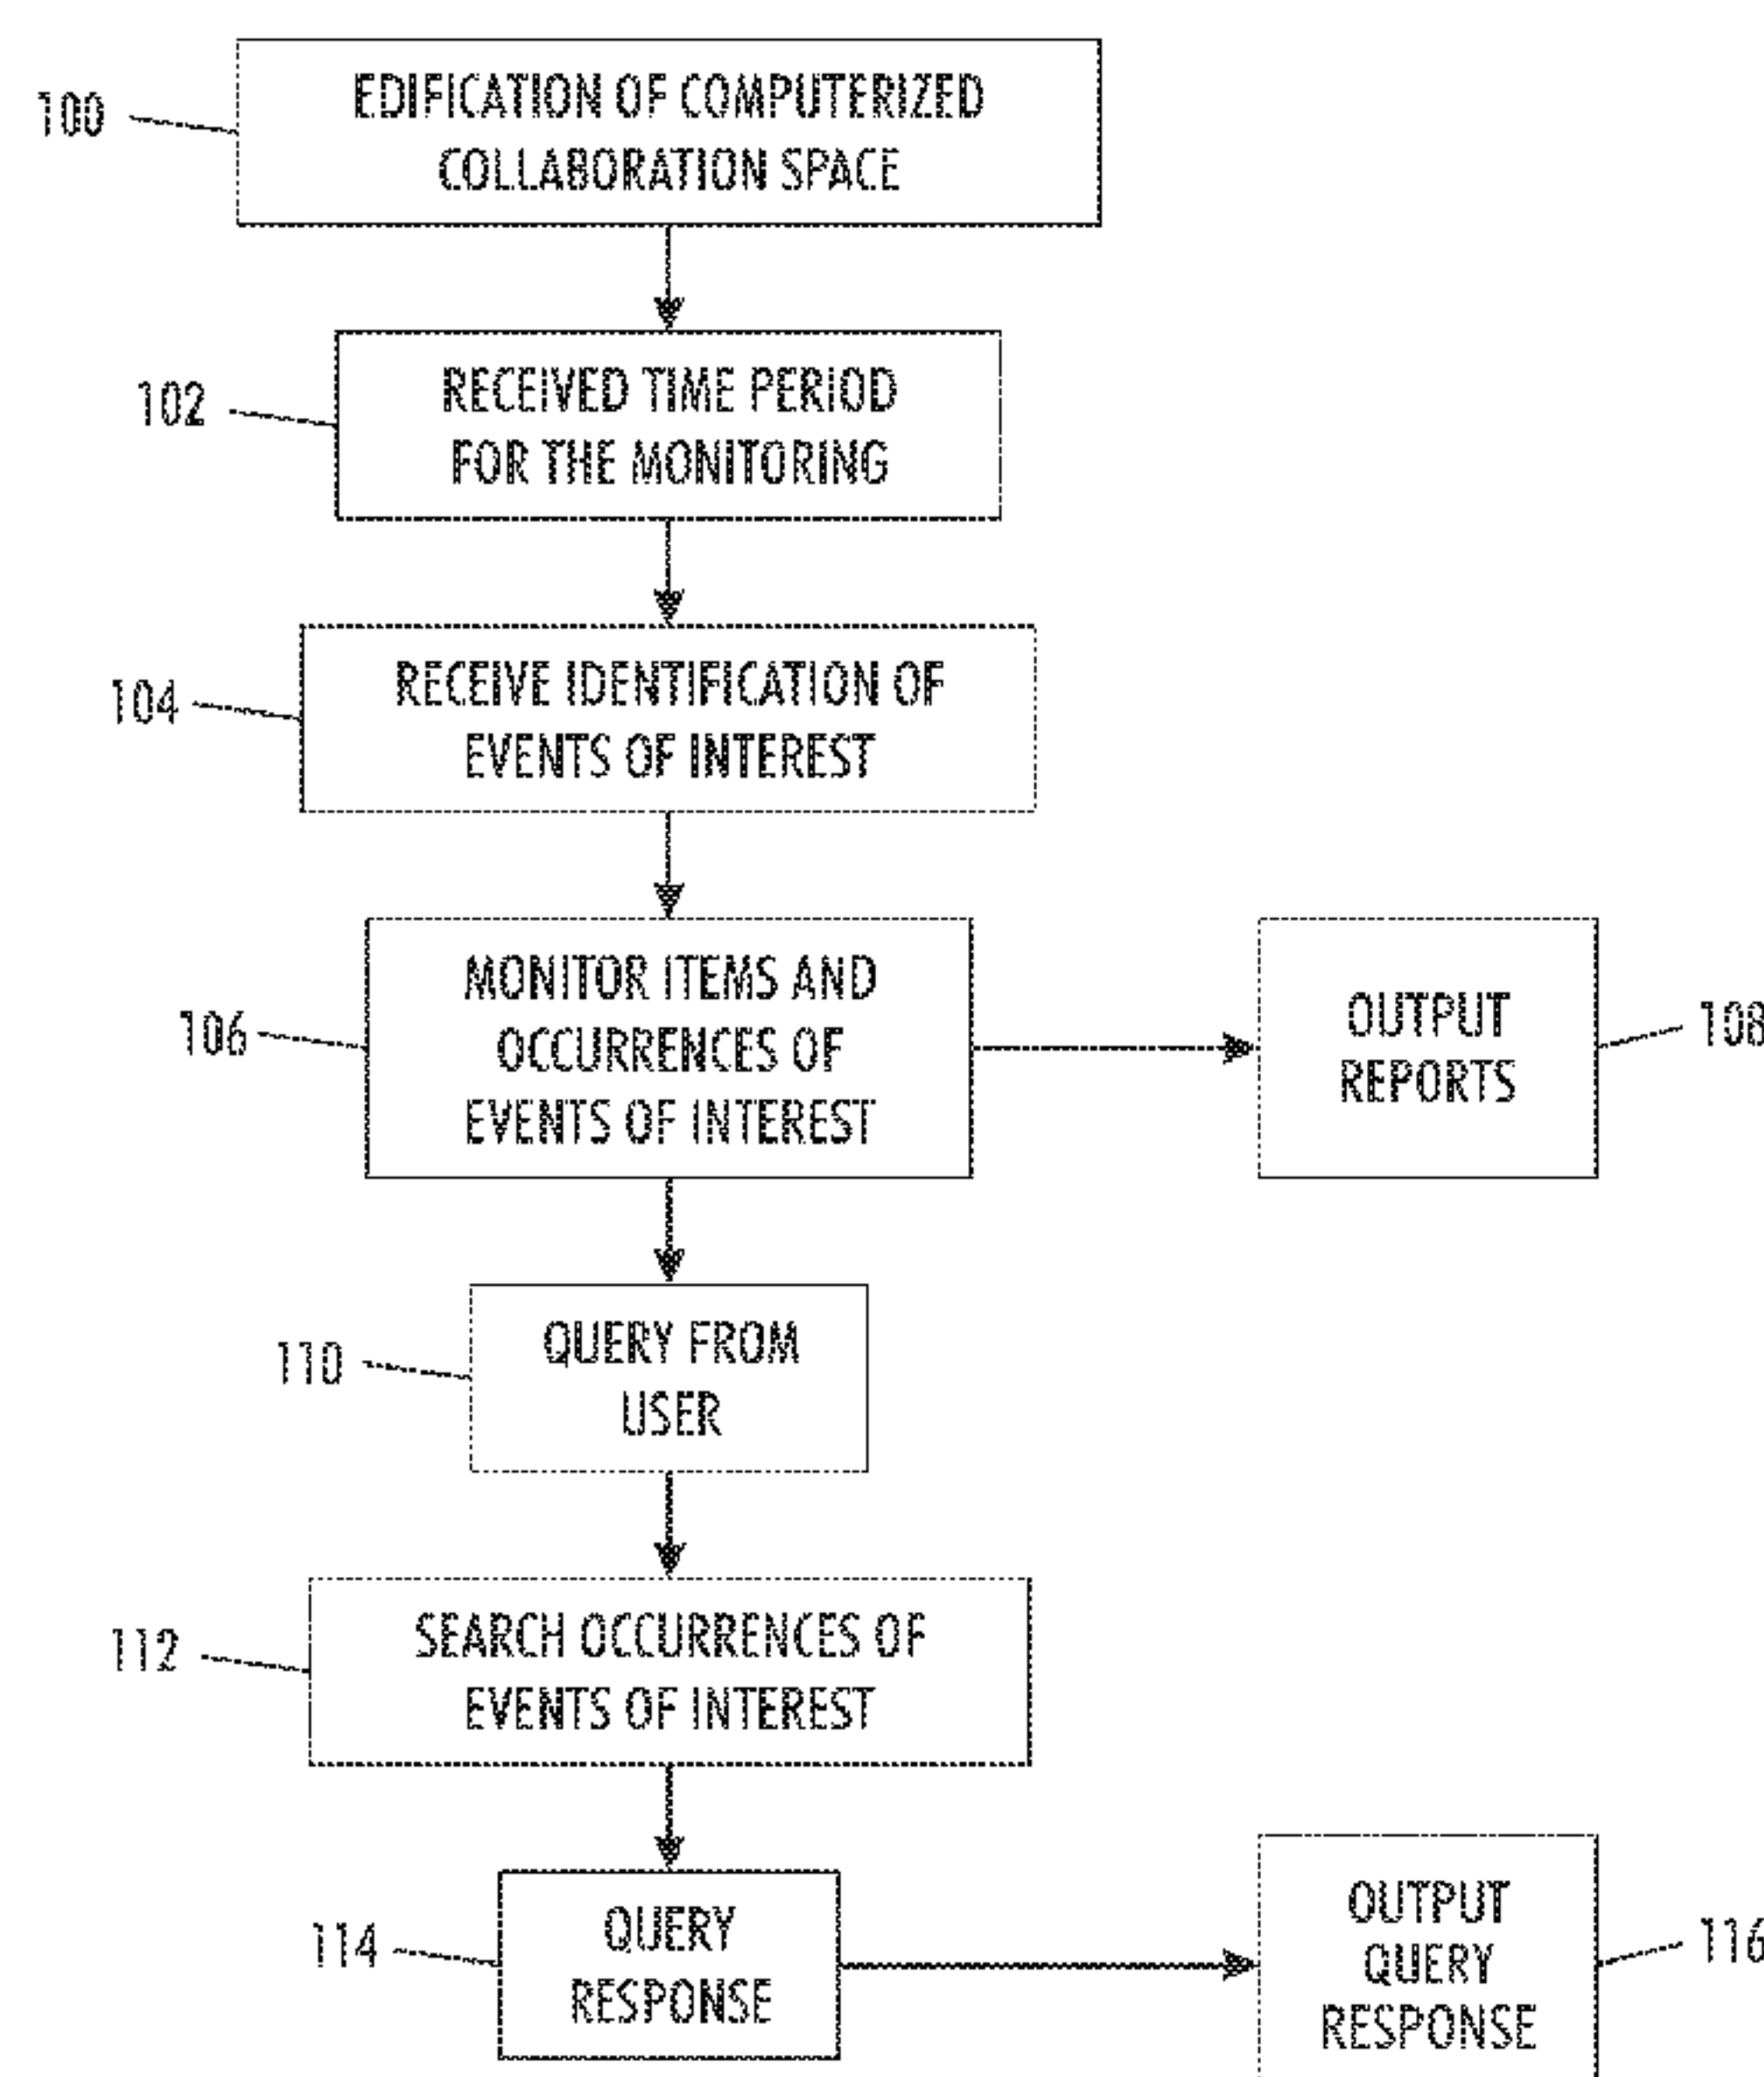 100
EDIFICATION OF COMPUTERIZED
COLLABORATION SPACE
102
RECEIVED TIME PERIOD
FOR THE MONITORING
104
RECEIVE IDENTIFICATION OF
EVENTS OF INTEREST
106
MONITOR ITEMS AND
OCCURRENCES OF
EVENTS OF INTEREST
OUTPUT
REPORTS
108
110
QUERY FROM
USER
112
SEARCH OCCURRENCES OF
EVENTS OF INTEREST
114
QUERY
RESPONSE
OUTPUT
QUERY
RESPONSE
116